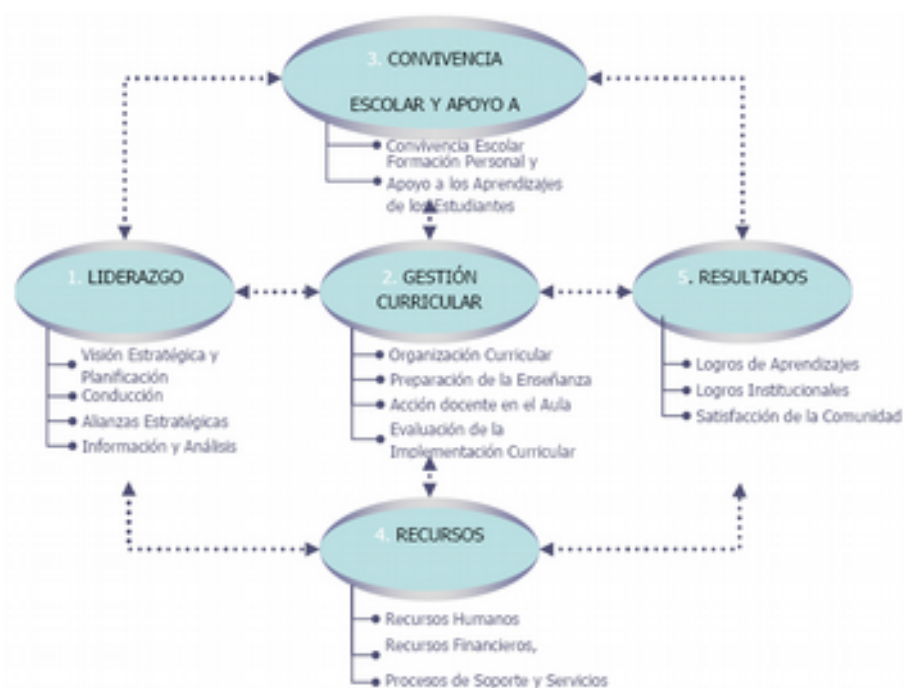 3. CONVIVENCIA
ESCOLAR Y APOYO A
Convivencia Escolar
Formación Personal y
Apoyo a los Aprendizajes
de los Estudiantes
1. LIDERAZGO
Visión Estratégica y
Planificación
Conducción
Alianzas Estratégicas
Información y Análisis
2. GESTIÓN
CURRICULAR
Organización Curricular
Preparación de la Enseñanza
Acción docente en el Aula
Evaluación de la
Implementación Curricular
5. RESULTADOS
Logros de Aprendizajes
Logros Institucionales
Satisfacción de la Comunidad
4. RECURSOS
Recursos Humanos
Recursos Financieros,
Procesos de Soporte y Servicios